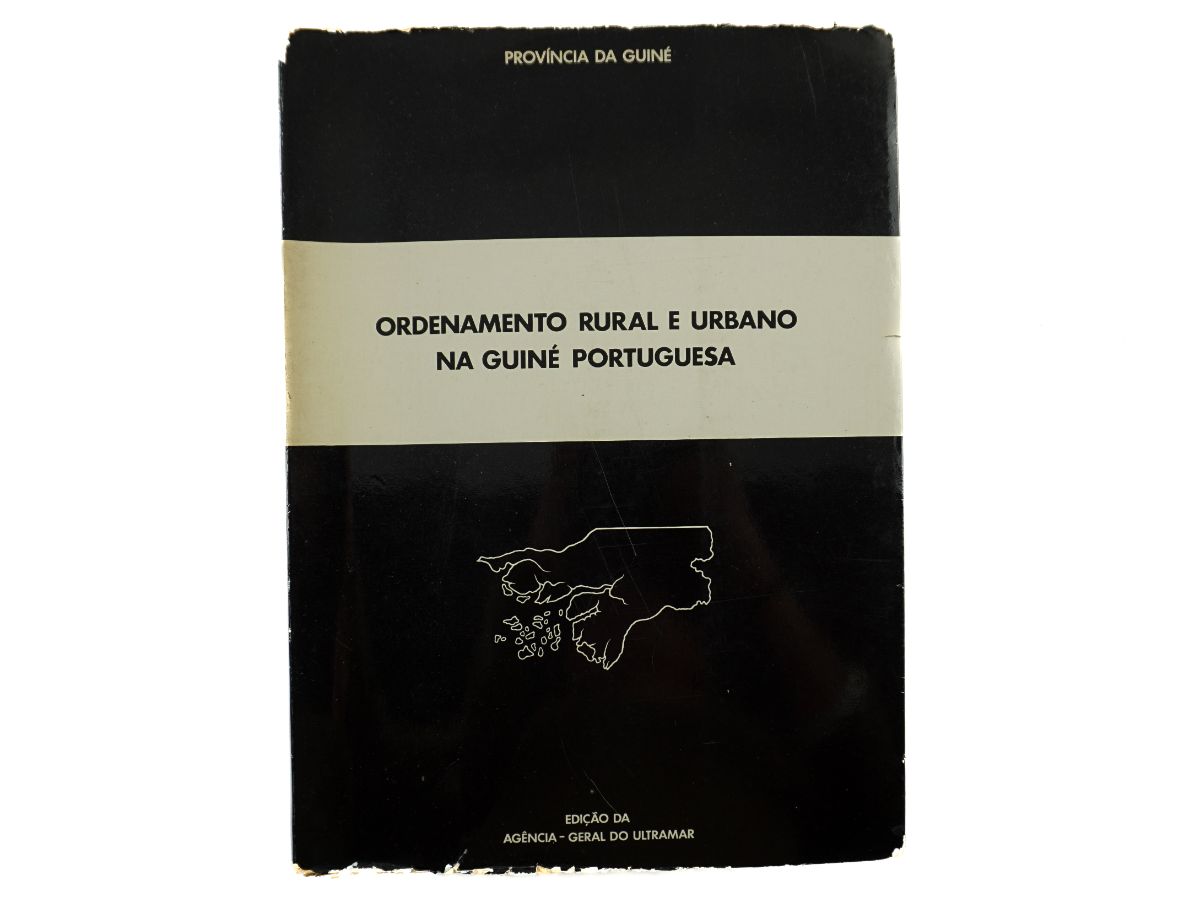 PROVÍNCIA DA GUINÉ
ORDENAMENTO RURAL E URBANO
NA GUINÉ PORTUGUESA
EDIÇÃO DA
AGÊNCIA - GERAL DO ULTRAMAR